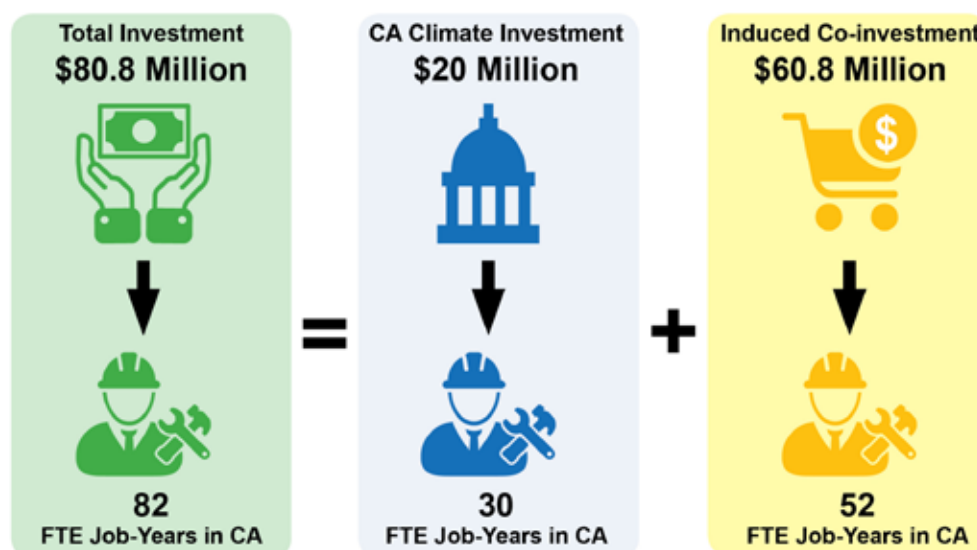 Total Investment
$80.8 Million
82
FTE Job-Years in CA
=
CA Climate Investment
$20 Million
30
FTE Job-Years in CA
+
Induced Co-investment
$60.8 Million
$
52
FTE Job-Years in CA